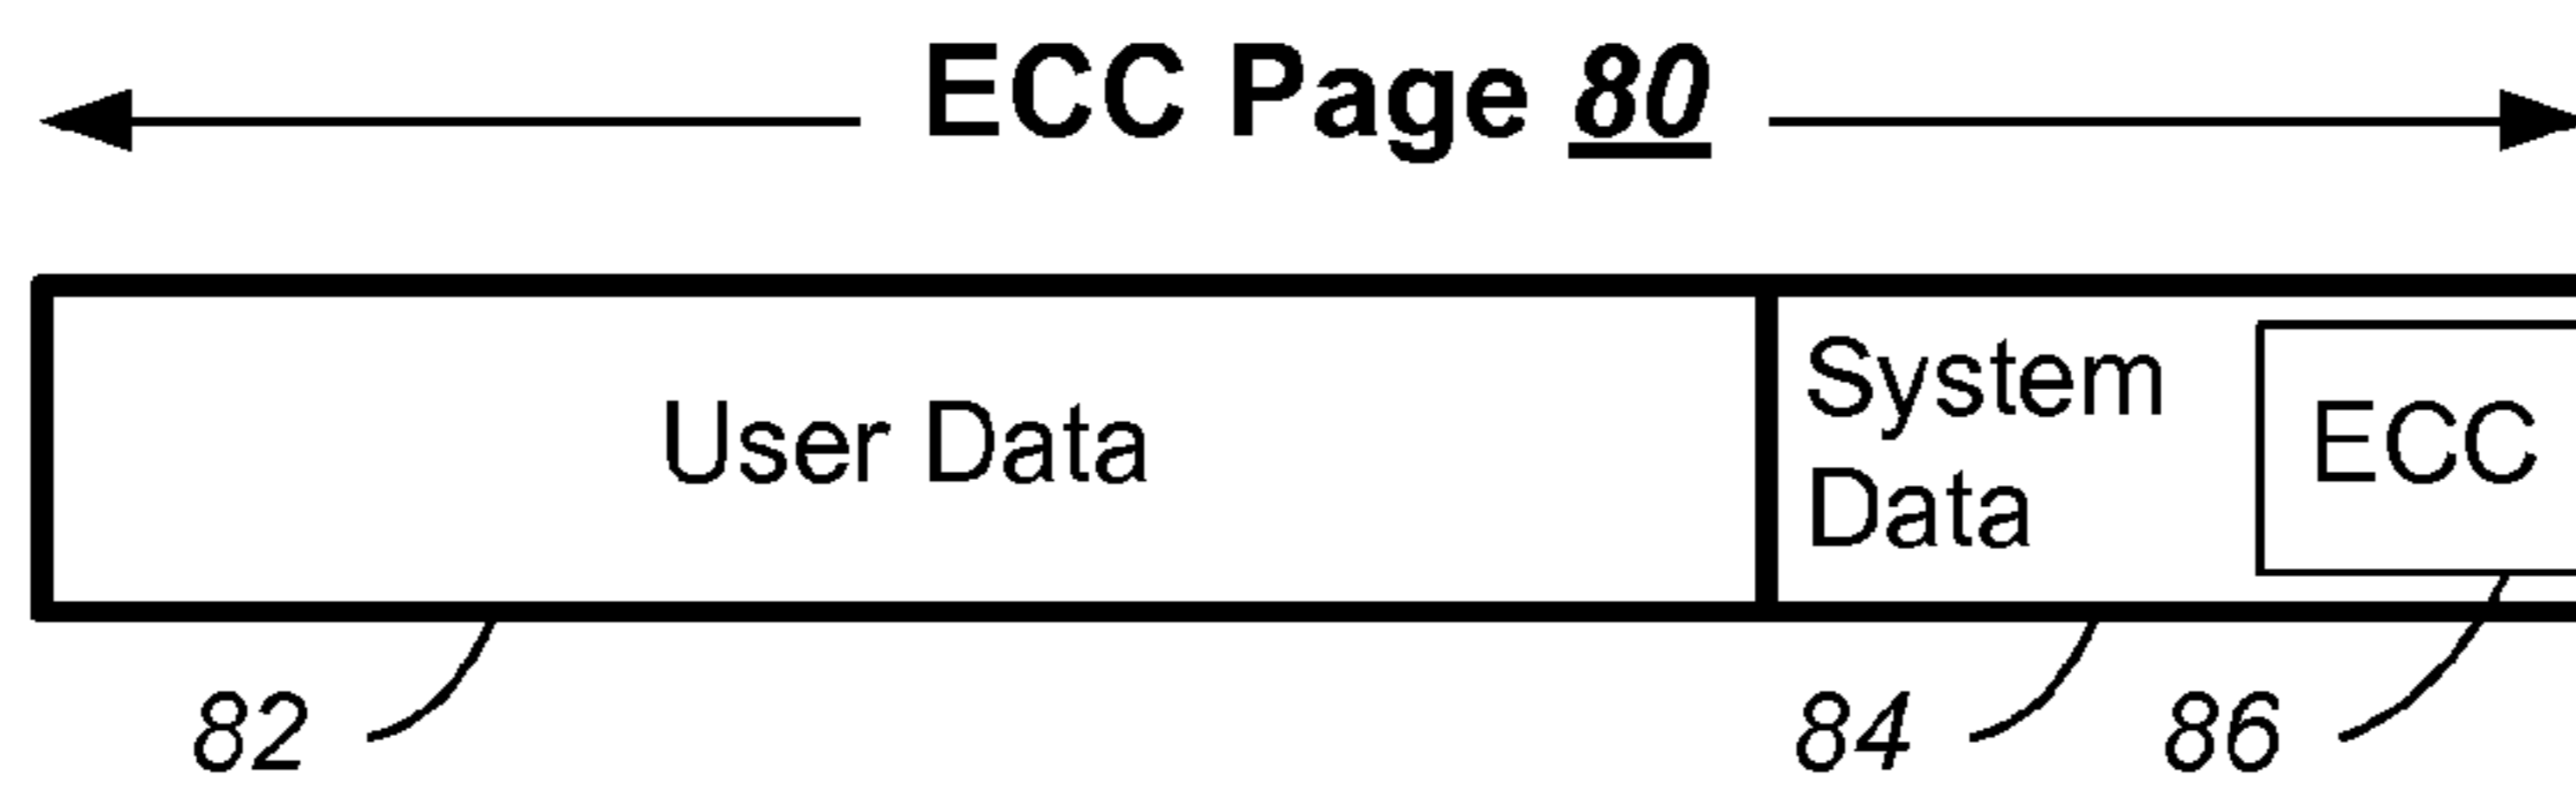 ECC Page 80
User Data
System
Data
ECC
82
84
86